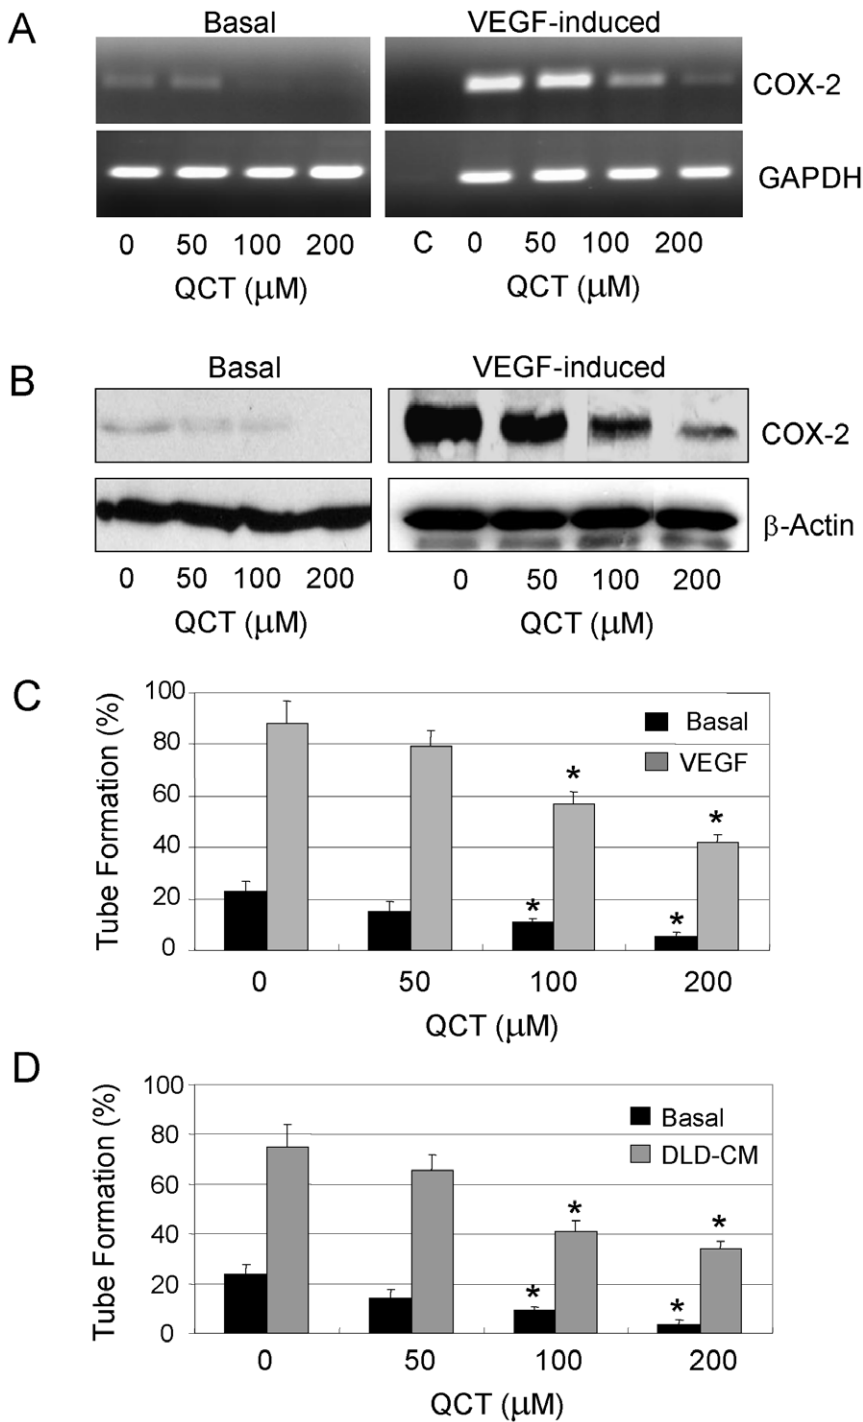 A
Basal VEGF-induced
COX-2
GAPDH
0 50 100 200 C 0 50 100 200
QCT (μM) QCT (μM)
B
Basal VEGF-induced
COX-2
β-Actin
0 50 100 200 0 50 100 200
QCT (μM) QCT (μM)
C
Tube Formation (%)
100
80
60
40
20
0
Basal
VEGF
* *
* *
0 50 100 200
QCT (μM)
D
Tube Formation (%)
100
80
60
40
20
0
Basal
DLD-CM
* *
* *
0 50 100 200
QCT (μM)